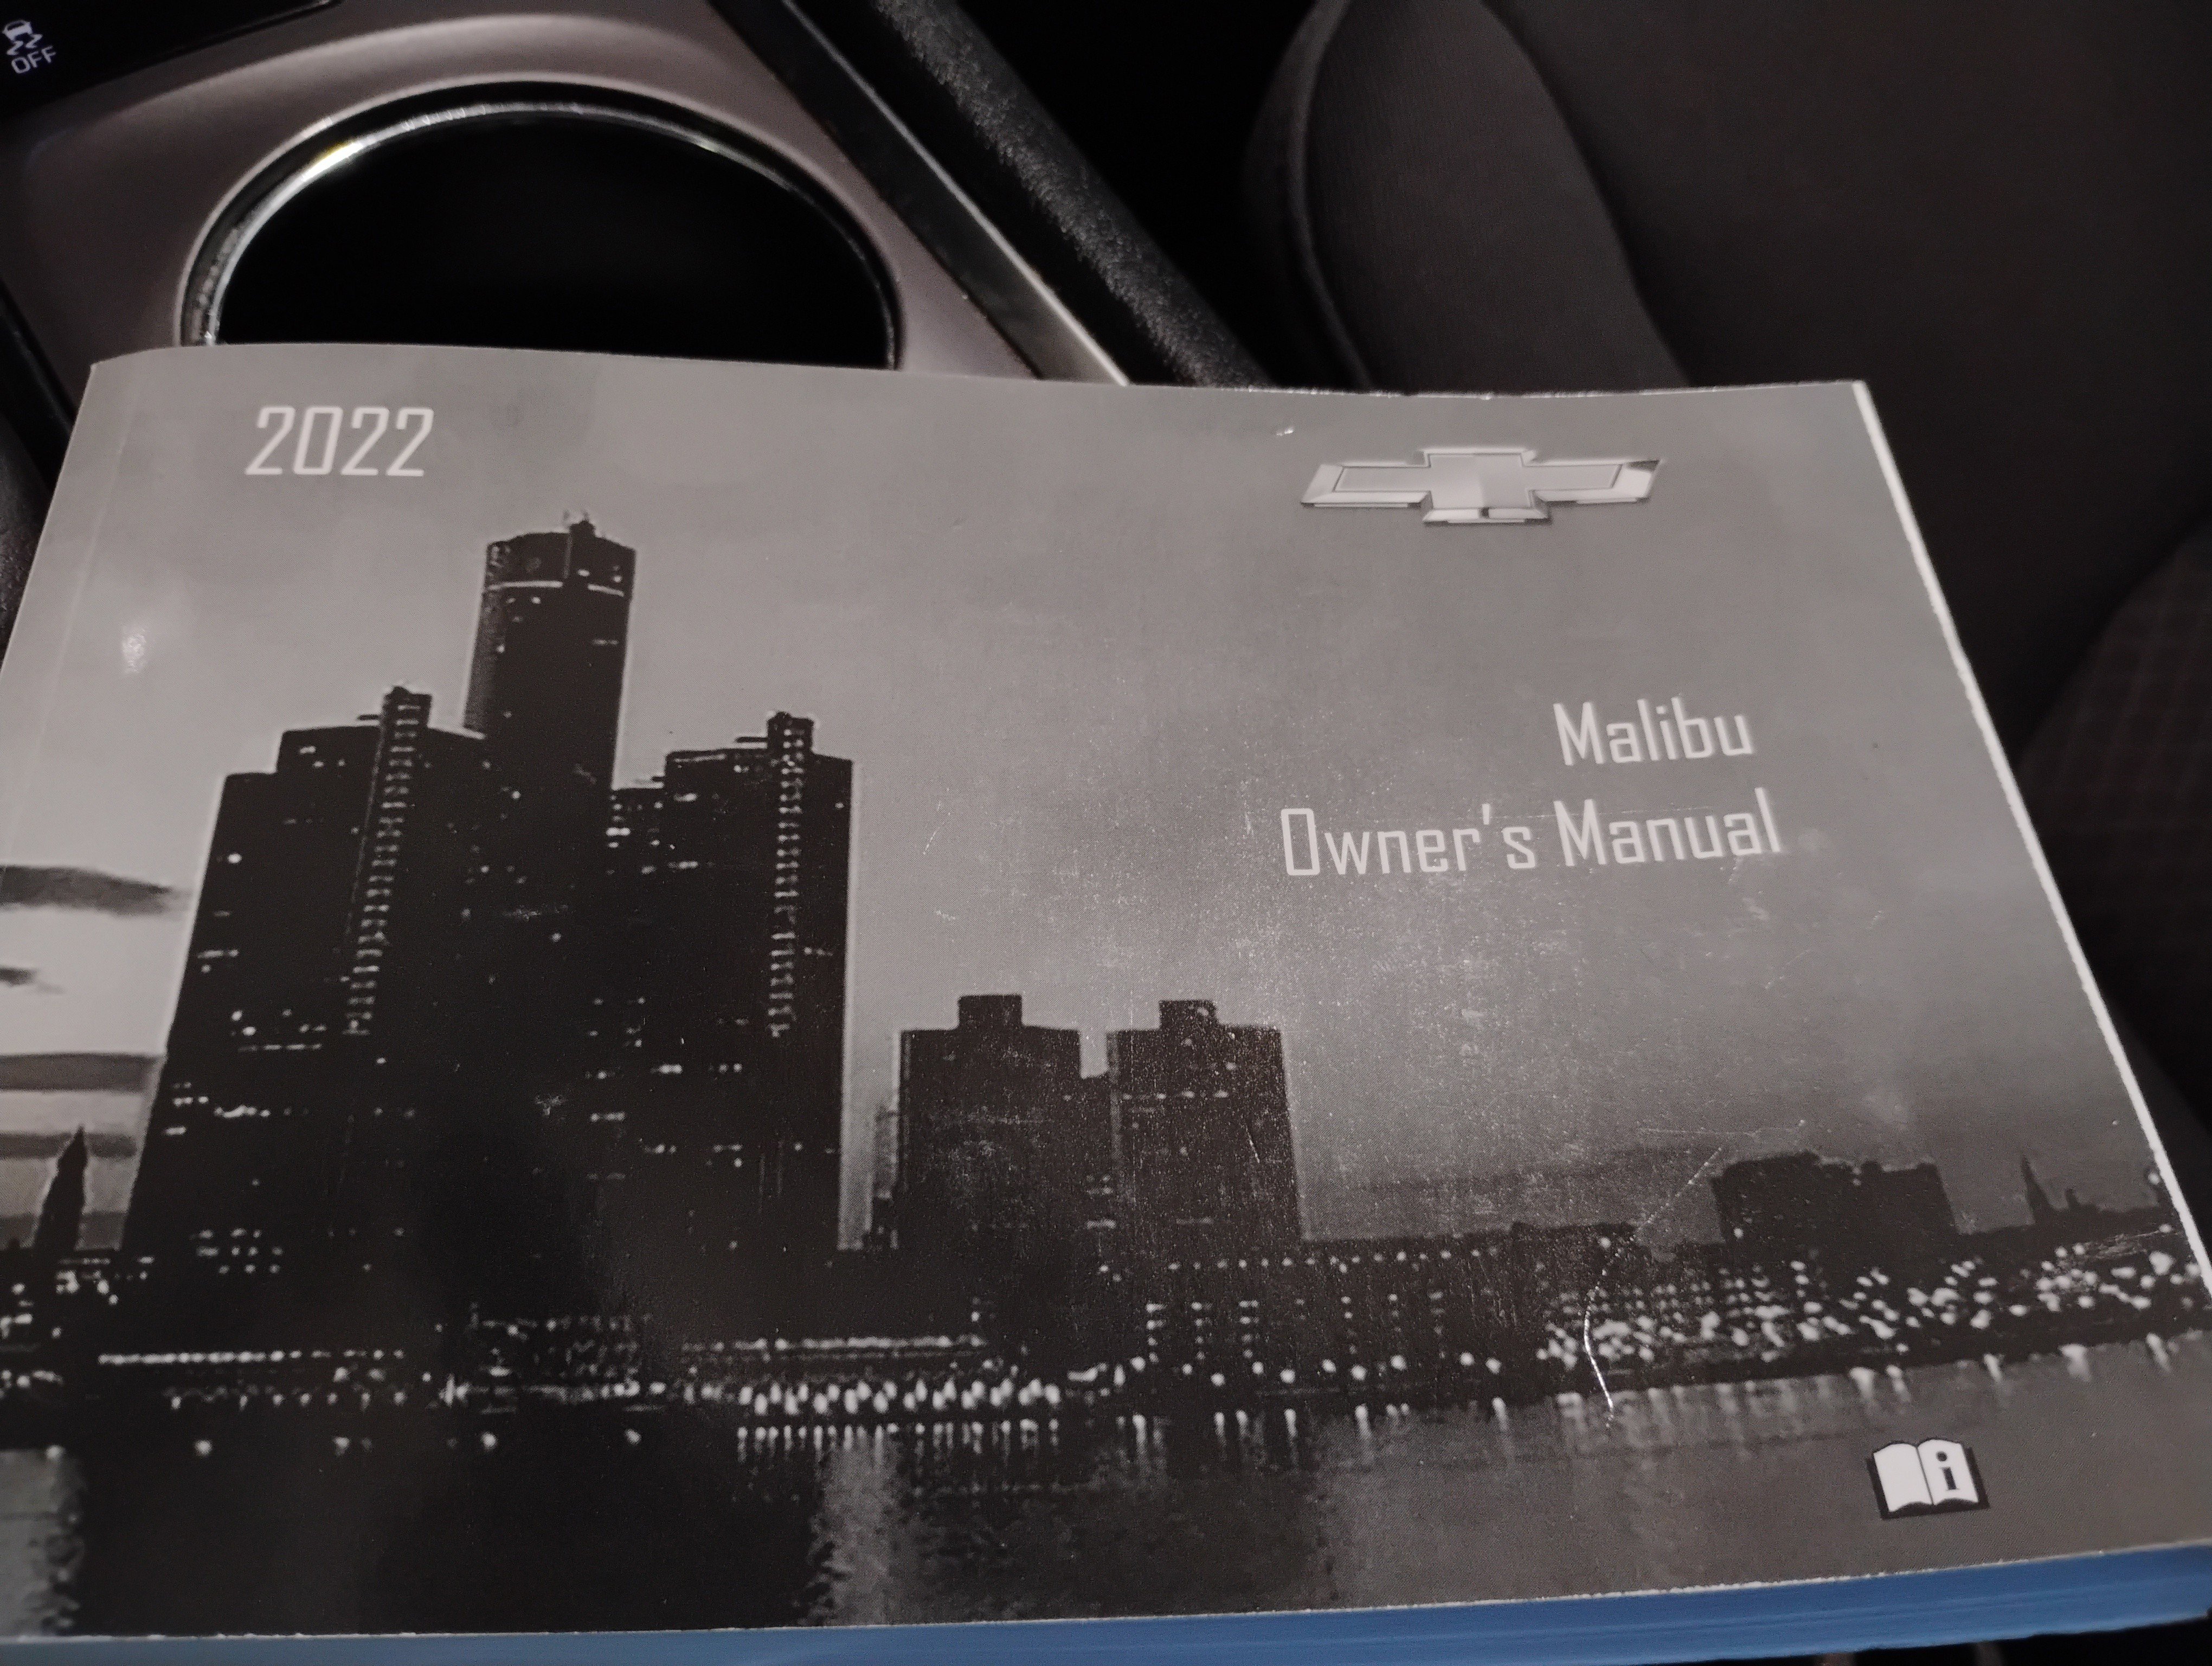 OFF
2022
Malibu
Owner's Manual
i